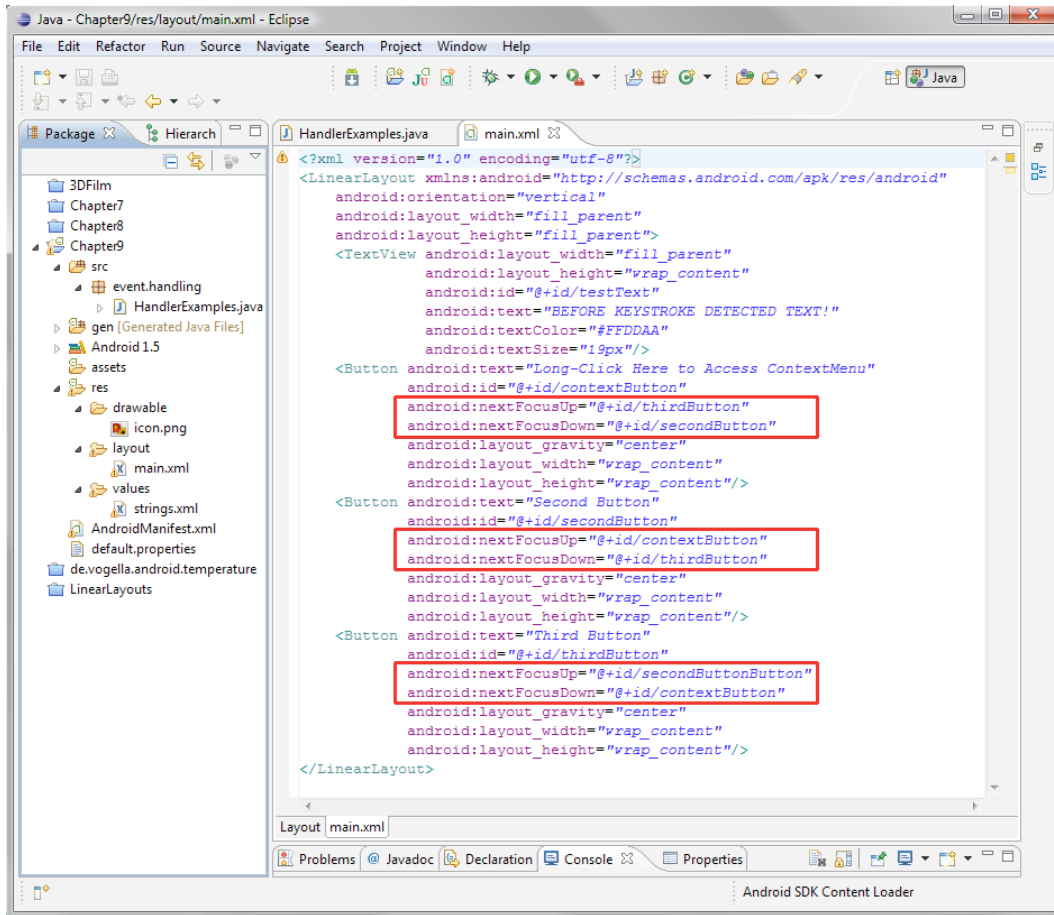 Java - Chapter9/res/layout/main.xml - Eclipse
File Edit Refactor Run Source Navigate Search Project Window Help
Java
Package
Hierarch
3DFilm
Chapter7
Chapter8
Chapter9
src
event.handling
HandlerExamples.java
gen [Generated Java Files]
Android 1.5
assets
res
drawable
icon.png
layout
main.xml
values
strings.xml
AndroidManifest.xml
default.properties
de.vogella.android.temperature
LinearLayouts
HandlerExamples.java
main.xml
<?xml version="1.0" encoding="utf-8"?>
<LinearLayout xmlns:android="http://schemas.android.com/apk/res/android"
android:orientation="vertical"
android:layout_width="fill_parent"
android:layout_height="fill_parent">
<TextView android:layout_width="fill_parent"
android:layout_height="wrap_content"
android:id="@+id/testText"
android:text="BEFORE KEYSTROKE DETECTED TEXT!"
android:textColor="#FFDDAA"
android:textSize="19px"/>
<Button android:text="Long-Click Here to Access ContextMenu"
android:id="@+id/contextButton"
android:nextFocusUp="@+id/thirdButton"
android:nextFocusDown="@+id/secondButton"
android:layout_gravity="center"
android:layout_width="wrap_content"
android:layout_height="wrap_content"/>
<Button android:text="Second Button"
android:id="@+id/secondButton"
android:nextFocusUp="@+id/contextButton"
android:nextFocusDown="@+id/thirdButton"
android:layout_gravity="center"
android:layout_width="wrap_content"
android:layout_height="wrap_content"/>
<Button android:text="Third Button"
android:id="@+id/thirdButton"
android:nextFocusUp="@+id/secondButtonButton"
android:nextFocusDown="@+id/contextButton"
android:layout_gravity="center"
android:layout_width="wrap_content"
android:layout_height="wrap_content"/>
</LinearLayout>
Layout main.xml
Problems @ Javadoc Declaration Console Properties
Android SDK Content Loader